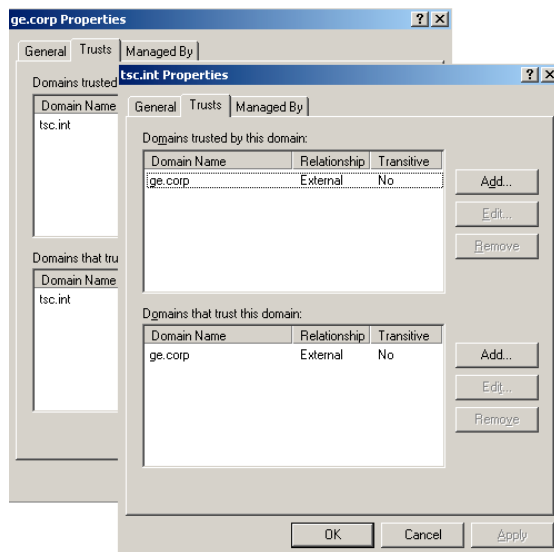 ge.corp Properties
General Trusts Managed By
Domains trusted
Domain Name
tsc.int
Domains that tru
Domain Name
tsc.int
tsc.int Properties
General Trusts Managed By
Domains trusted by this domain:
Domain Name Relationship Transitive
ge.corp External No
Add...
Edit...
Remove
Domains that trust this domain:
Domain Name Relationship Transitive
ge.corp External No
Add...
Edit...
Remove
OK Cancel Apply